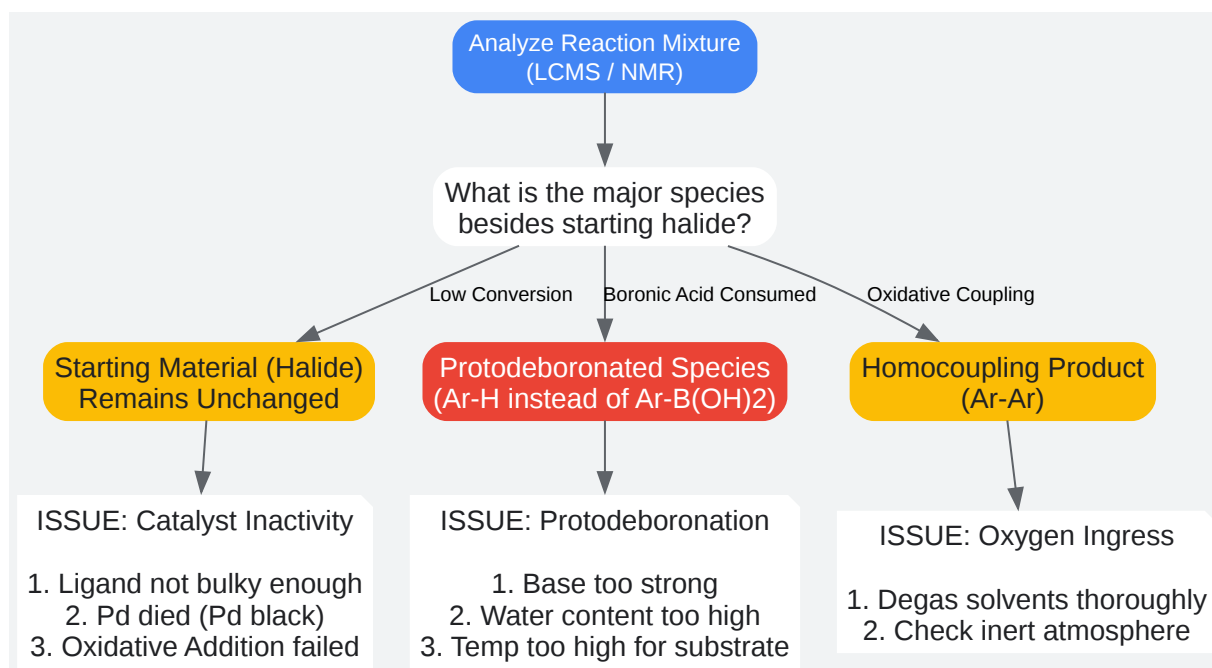 Analyze Reaction Mixture
(LCMS / NMR)
What is the major species
besides starting halide?
Low Conversion
Boronic Acid Consumed
Oxidative Coupling
Starting Material (Halide)
Remains Unchanged
Protodeboronated Species
(Ar-H instead of Ar-B(OH)2)
Homocoupling Product
(Ar-Ar)
ISSUE: Catalyst Inactivity
1. Ligand not bulky enough
2. Pd died (Pd black)
3. Oxidative Addition failed
ISSUE: Protodeboronation
1. Base too strong
2. Water content too high
3. Temp too high for substrate
ISSUE: Oxygen Ingress
1. Degas solvents thoroughly
2. Check inert atmosphere